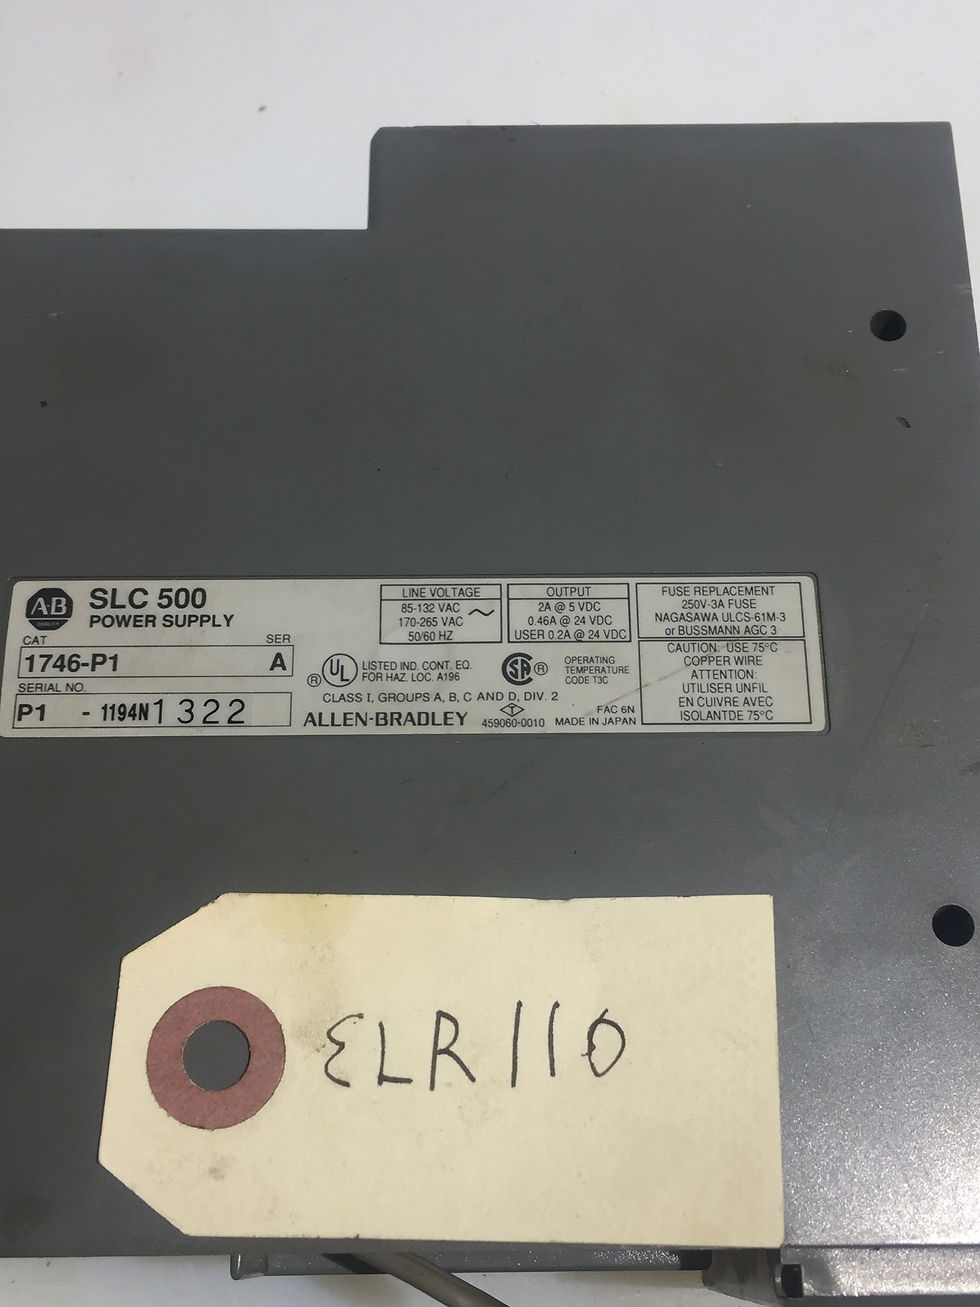 A-B
QUALITY
SLC 500
POWER SUPPLY
CAT SER
1746-P1 A
SERIAL NO.
P1 - 1194N1322
LINE VOLTAGE
85-132 VAC ~
170-265 VAC
50/60 HZ
OUTPUT
2A @ 5 VDC
0.46A @ 24 VDC
USER 0.2A @ 24 VDC
FUSE REPLACEMENT
250V-3A FUSE
NAGASAWA ULCS-61M-3
or BUSSMANN AGC 3
CAUTION: USE 75°C
COPPER WIRE
ATTENTION:
UTILISER UNFIL
EN CUIVRE AVEC
ISOLANTDE 75°C
® UL LISTED IND. CONT. EQ.
FOR HAZ. LOC. A196
SA ®
OPERATING
TEMPERATURE
CODE T3C
CLASS I, GROUPS A, B, C AND D, DIV. 2
ALLEN-BRADLEY
T
459060-0010
FAC 6N
MADE IN JAPAN
ELR110